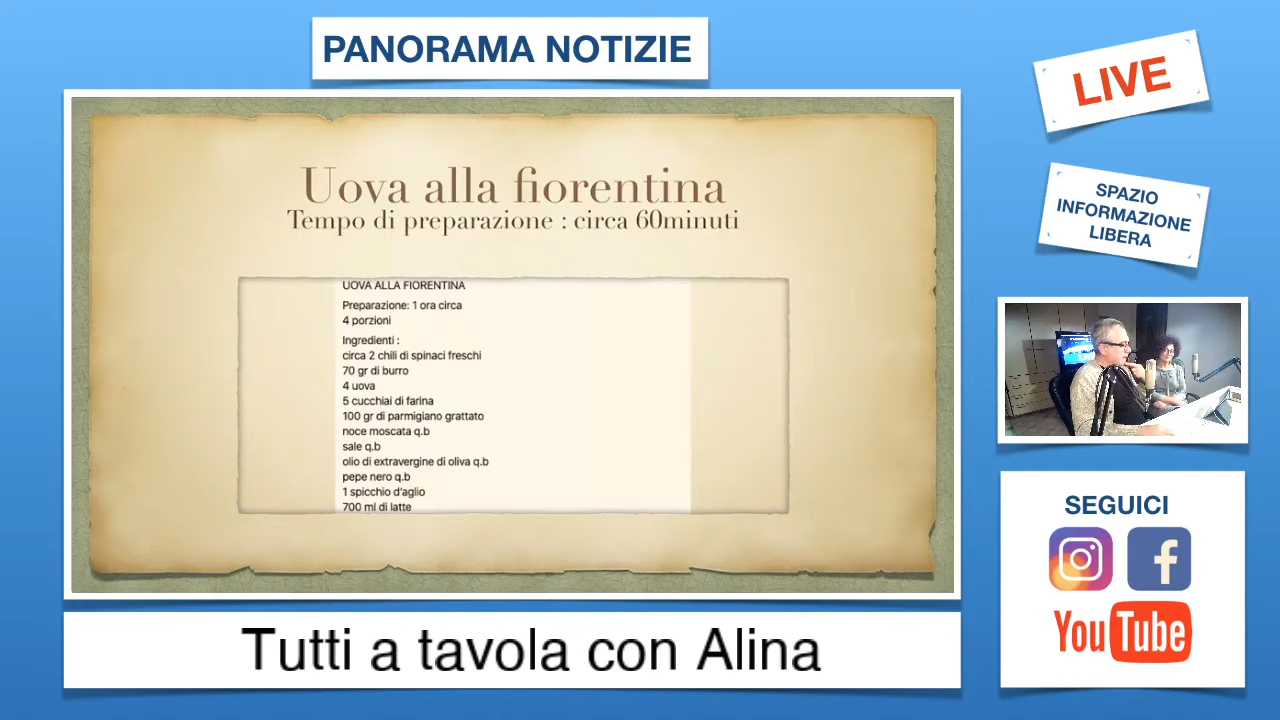 PANORAMA NOTIZIE
LIVE
Uova alla fiorentina
Tempo di preparazione : circa 60minuti
UOVA ALLA FIORENTINA
Preparazione: 1 ora circa
4 porzioni
Ingredienti :
circa 2 chili di spinaci freschi
70 gr di burro
4 uova
5 cucchiai di farina
100 gr di parmigiano grattato
noce moscata q.b
sale q.b
olio di extravergine di oliva q.b
pepe nero q.b
1 spicchio d'aglio
700 ml di latte
SPAZIO
INFORMAZIONE
LIBERA
SEGUICI
YouTube
Tutti a tavola con Alina